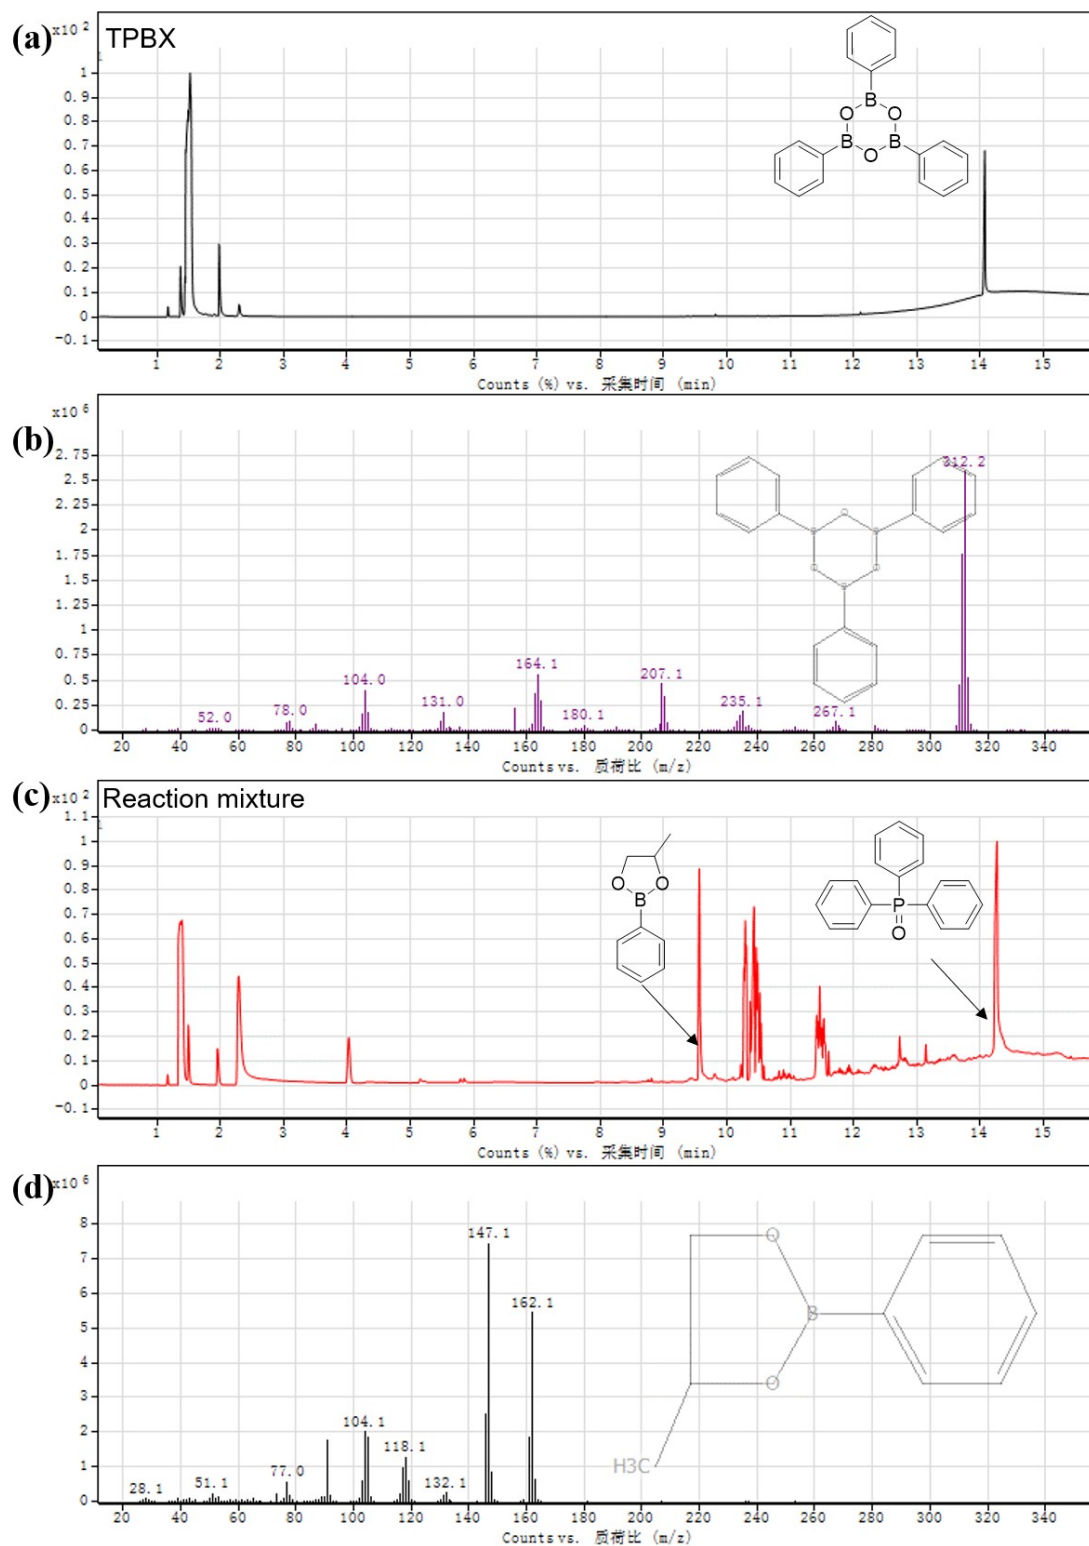 (a)
x10 2
TPBX
1
0.9
0.8
0.7
0.6
0.5
0.4
0.3
0.2
0.1
0
-0.1
B
O O
B B
O
1 2 3 4 5 6 7 8 9 10 11 12 13 14 15
Counts (%) vs. 采集时间 (min)
(b)
x10 6
2.75
2.5
2.25
2
1.75
1.5
1.25
1
0.75
0.5
0.25
0
52.0 78.0 104.0 131.0 164.1 180.1 207.1 235.1 267.1 312.2
20 40 60 80 100 120 140 160 180 200 220 240 260 280 300 320 340
Counts vs. 质荷比 (m/z)
(c)
x10 2
Reaction mixture
1.1
1
0.9
0.8
0.7
0.6
0.5
0.4
0.3
0.2
0.1
0
-0.1
O O
B
P
O
1 2 3 4 5 6 7 8 9 10 11 12 13 14 15
Counts (%) vs. 采集时间 (min)
(d)
x10 6
8
7
6
5
4
3
2
1
0
28.1 51.1 77.0 104.1 118.1 132.1 147.1 162.1
O
B
O
H3C
20 40 60 80 100 120 140 160 180 200 220 240 260 280 300 320 340
Counts vs. 质荷比 (m/z)